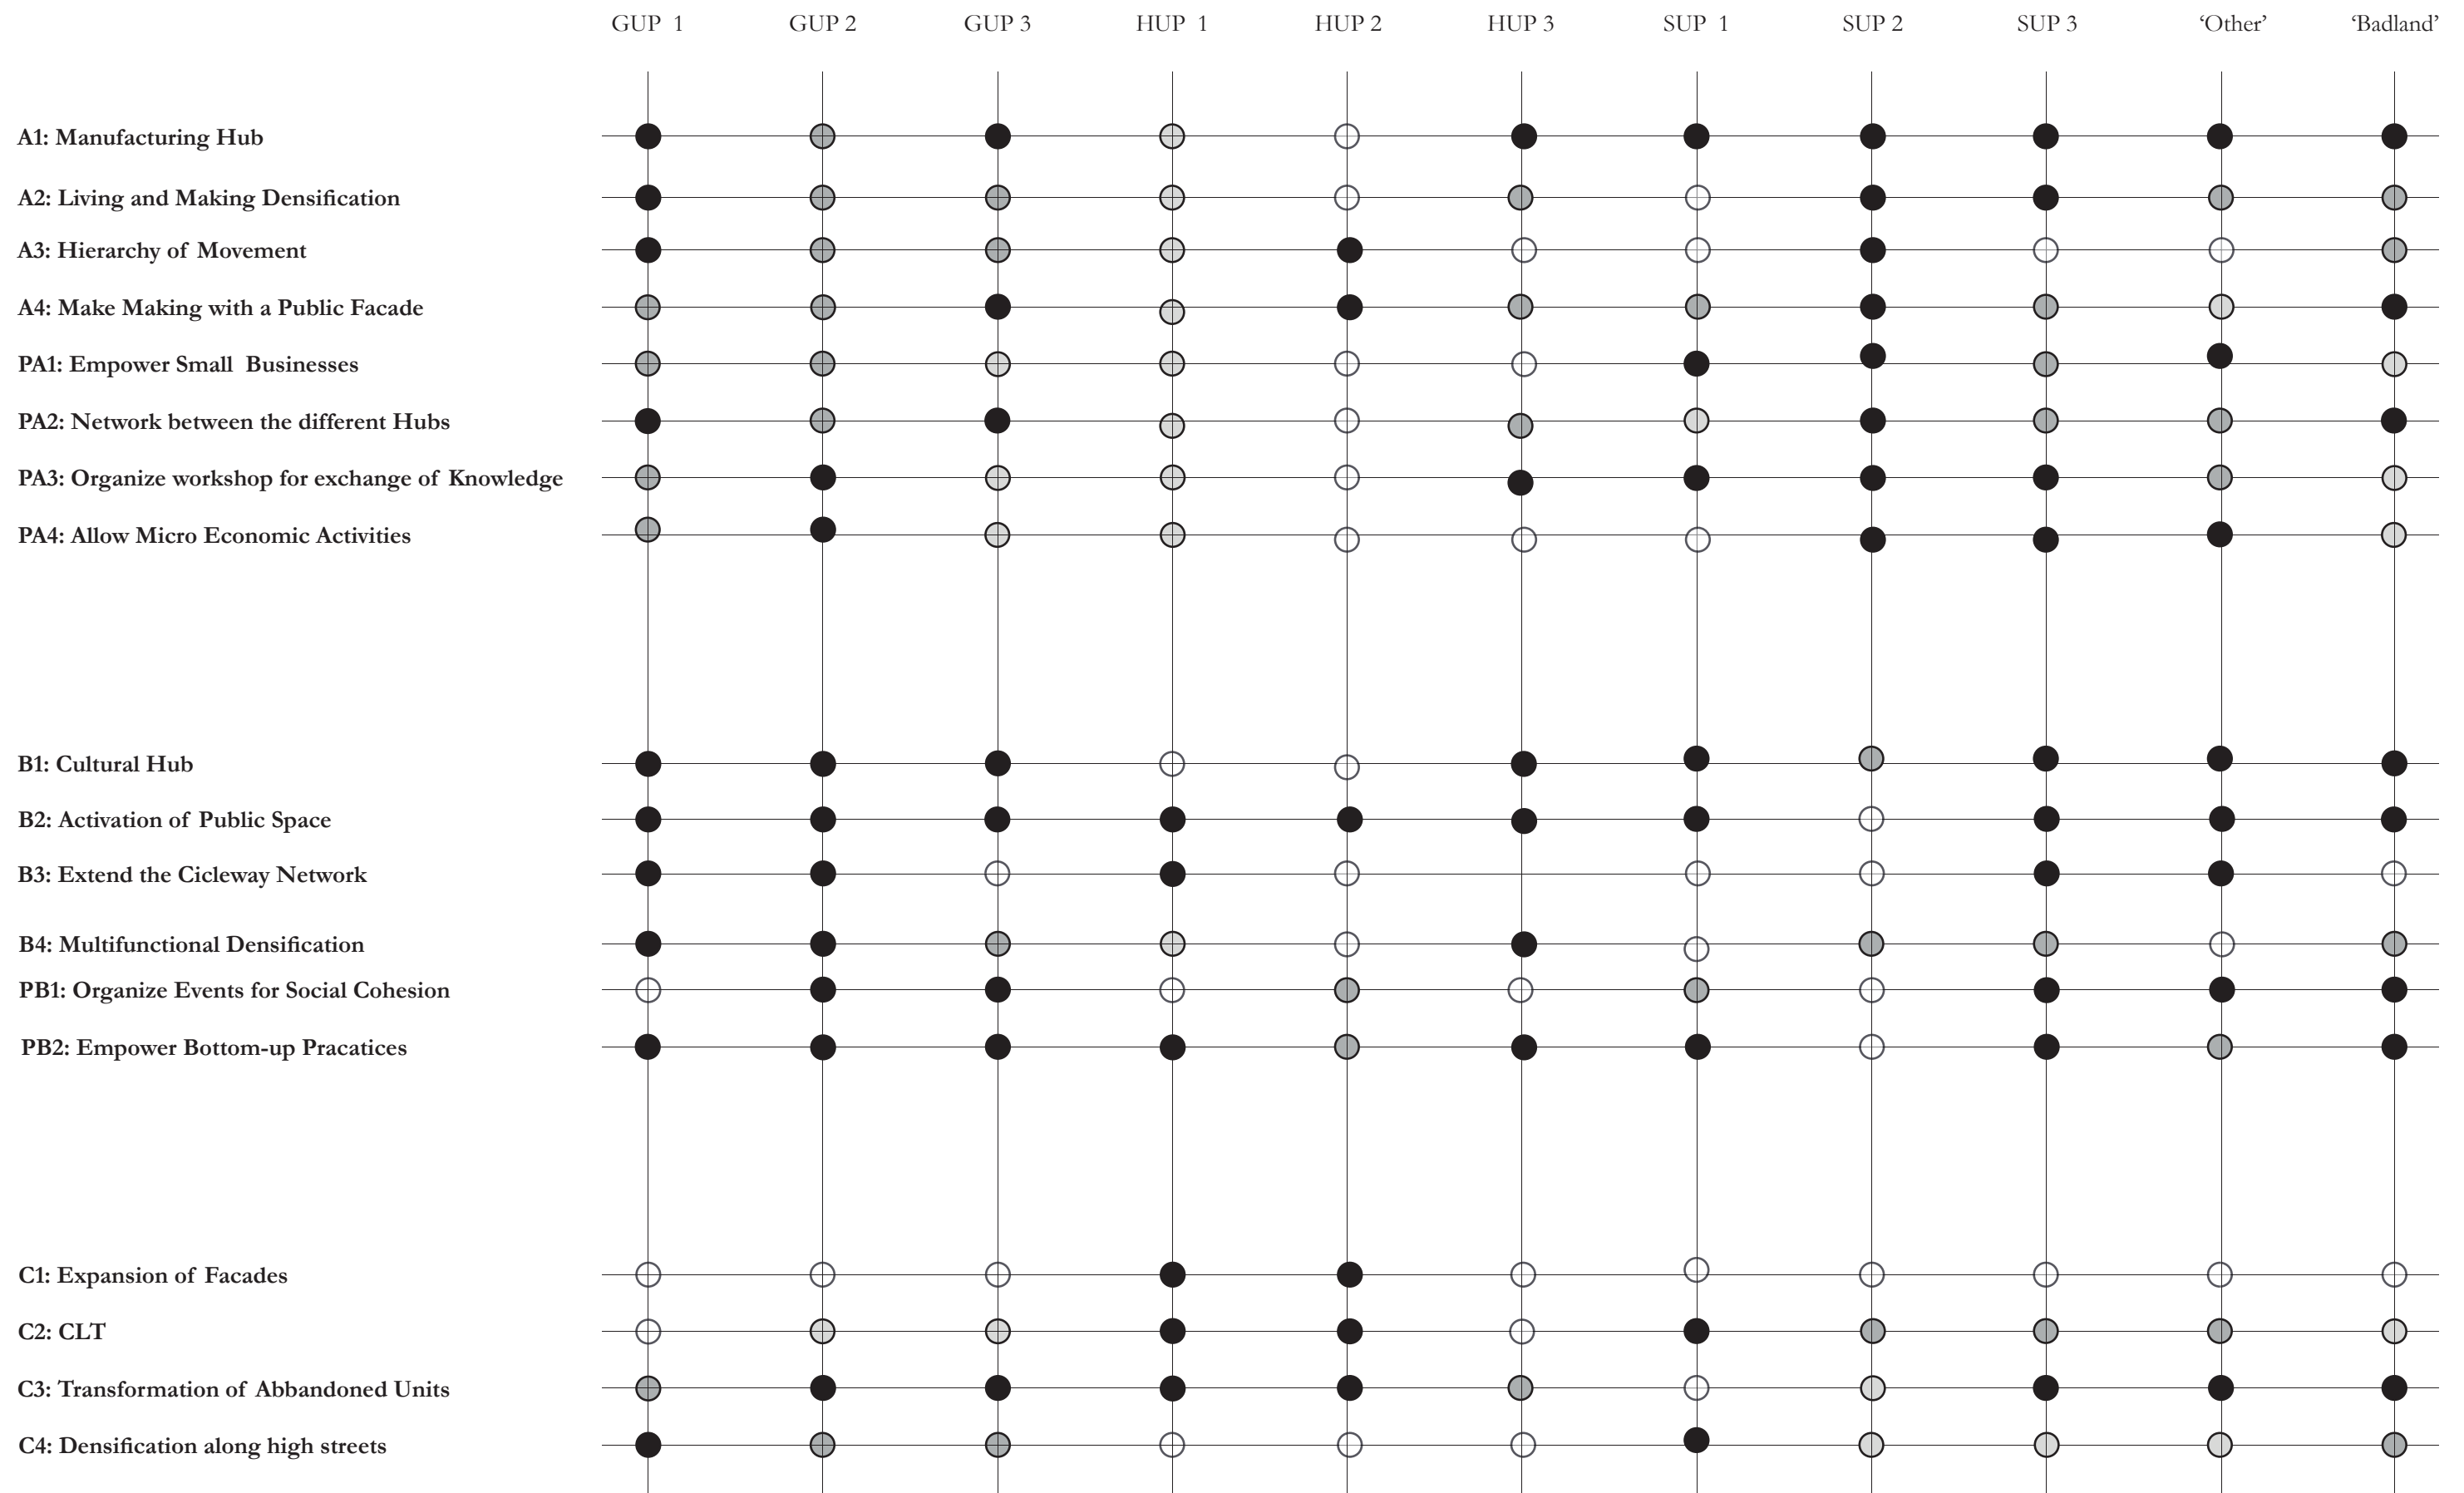 GUP 1 GUP 2 GUP 3 HUP 1 HUP 2 HUP 3 SUP 1 SUP 2 SUP 3 ‘Other’ ‘Badland’
A1: Manufacturing Hub
A2: Living and Making Densification
A3: Hierarchy of Movement
A4: Make Making with a Public Facade
PA1: Empower Small Businesses
PA2: Network between the different Hubs
PA3: Organize workshop for exchange of Knowledge
PA4: Allow Micro Economic Activities
B1: Cultural Hub
B2: Activation of Public Space
B3: Extend the Cicleway Network
B4: Multifunctional Densification
PB1: Organize Events for Social Cohesion
PB2: Empower Bottom-up Pracatices
C1: Expansion of Facades
C2: CLT
C3: Transformation of Abbandoned Units
C4: Densification along high streets